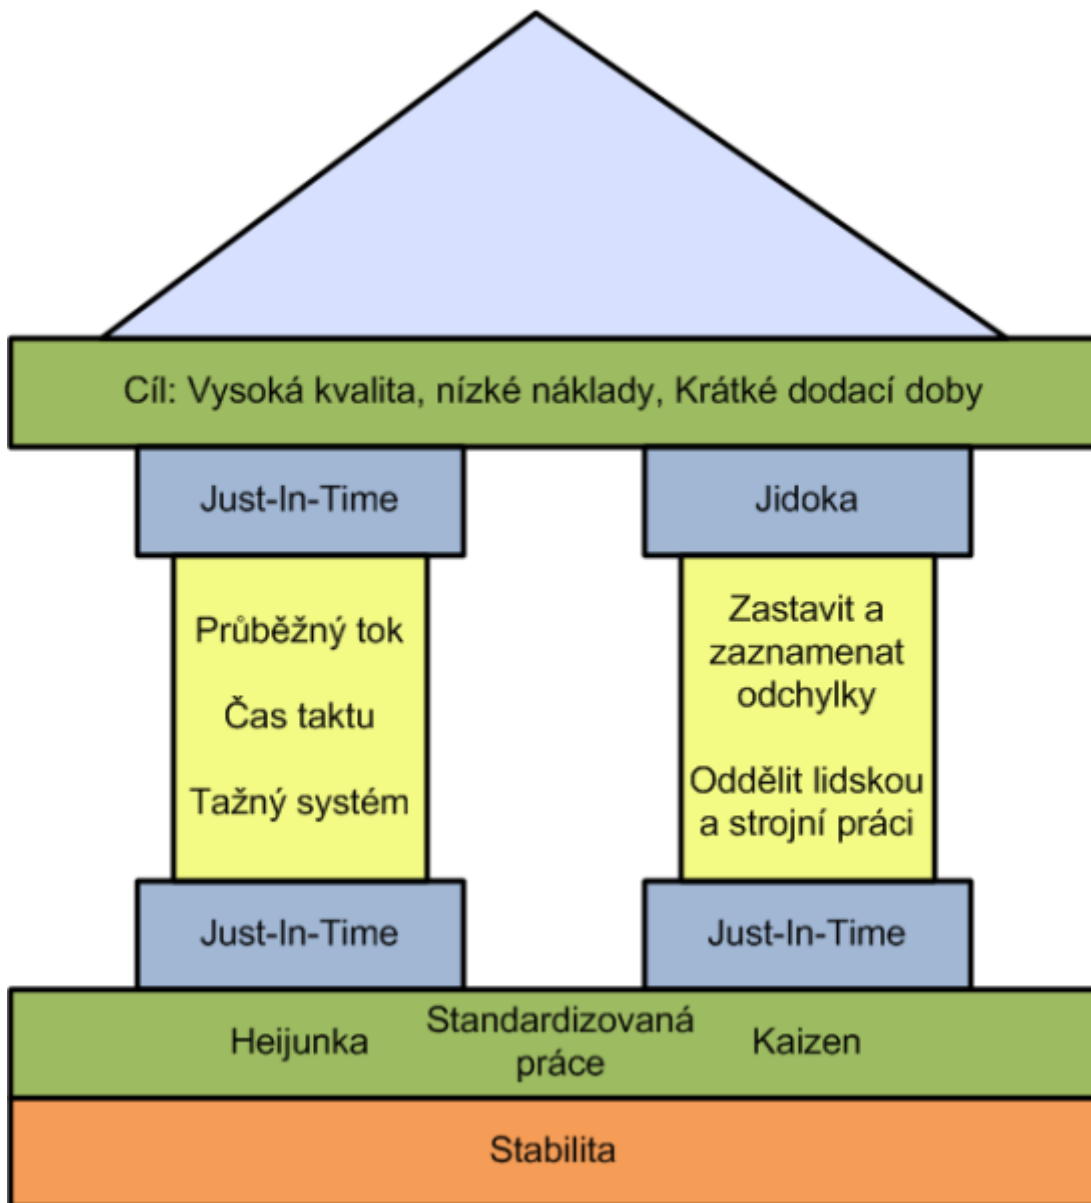 Cíl: Vysoká kvalita, nízké náklady, Krátké dodací doby
Just-In-Time
Jidoka
Průběžný tok
Čas taktu
Tažný systém
Zastavit a
zaznamenat
odchylky
Oddělit lidskou
a strojní práci
Just-In-Time
Just-In-Time
Heijunka
Standardizovaná
práce
Kaizen
Stabilita